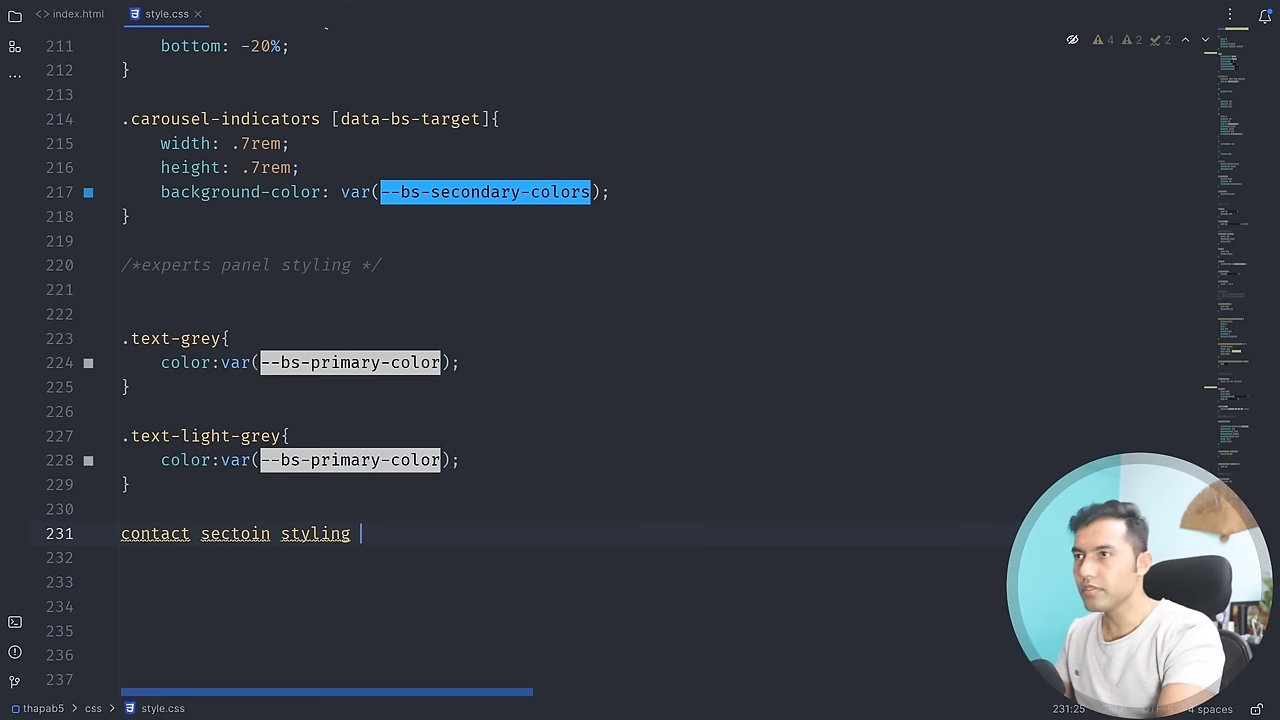 index.html
style.css
211 bottom: -20%;
212 }
213
214 .carousel-indicators [data-bs-target]{
215 width: .7rem;
216 height: .7rem;
217 background-color: var(--bs-secondary-colors)
218 }
219
220 /*experts panel styling */
221
222
223 .text-grey{
224 color:var(--bs-primary-color);
225 }
226
227 .text-light-grey{
228 color:var(--bs-primary-color);
229 }
230
231 contact sectoin styling
232
233
234
235
236
237
4 2 2
thapab5 > css > style.css
231:25
4 spaces